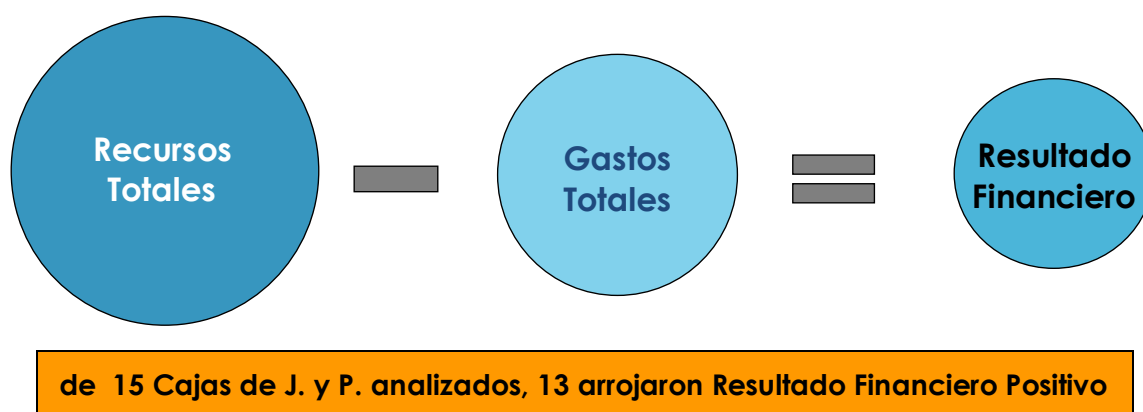 Recursos
Totales
Gastos
Totales
Resultado
Financiero
de 15 Cajas de J. y P. analizados, 13 arrojaron Resultado Financiero Positivo